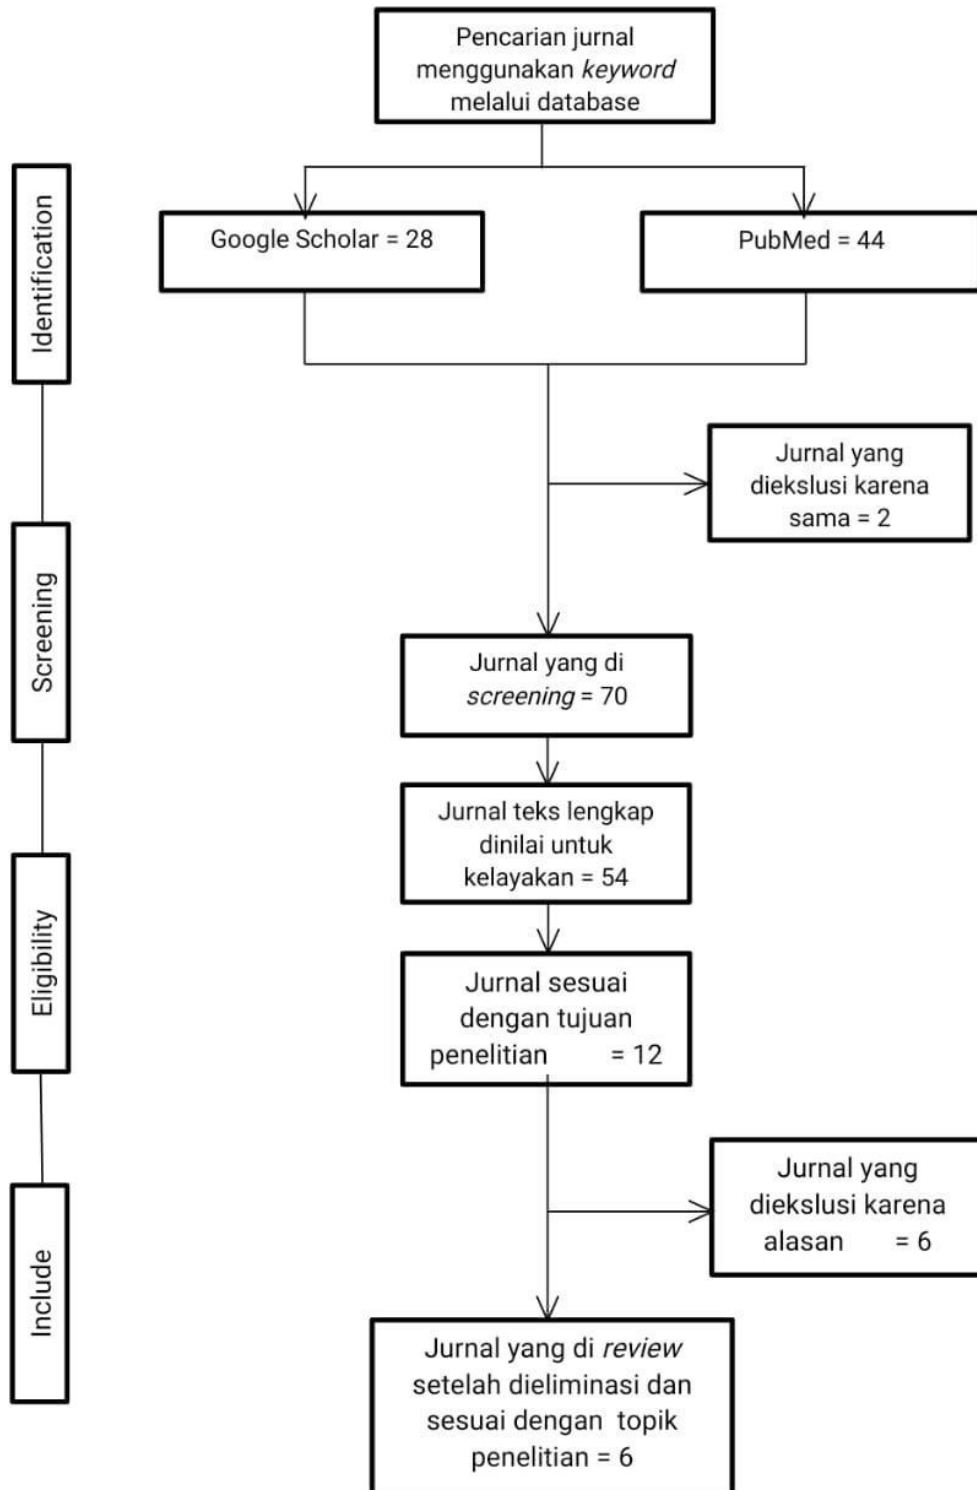 Pencarian jurnal
menggunakan keyword
melalui database
Identification
Google Scholar = 28
PubMed = 44
Jurnal yang
diekslusi karena
sama = 2
Screening
Jurnal yang di
screening = 70
Jurnal teks lengkap
dinilai untuk
kelayakan = 54
Eligibility
Jurnal sesuai
dengan tujuan
penelitian = 12
Jurnal yang
diekslusi karena
alasan = 6
Include
Jurnal yang di review
setelah dieliminasi dan
sesuai dengan topik
penelitian = 6